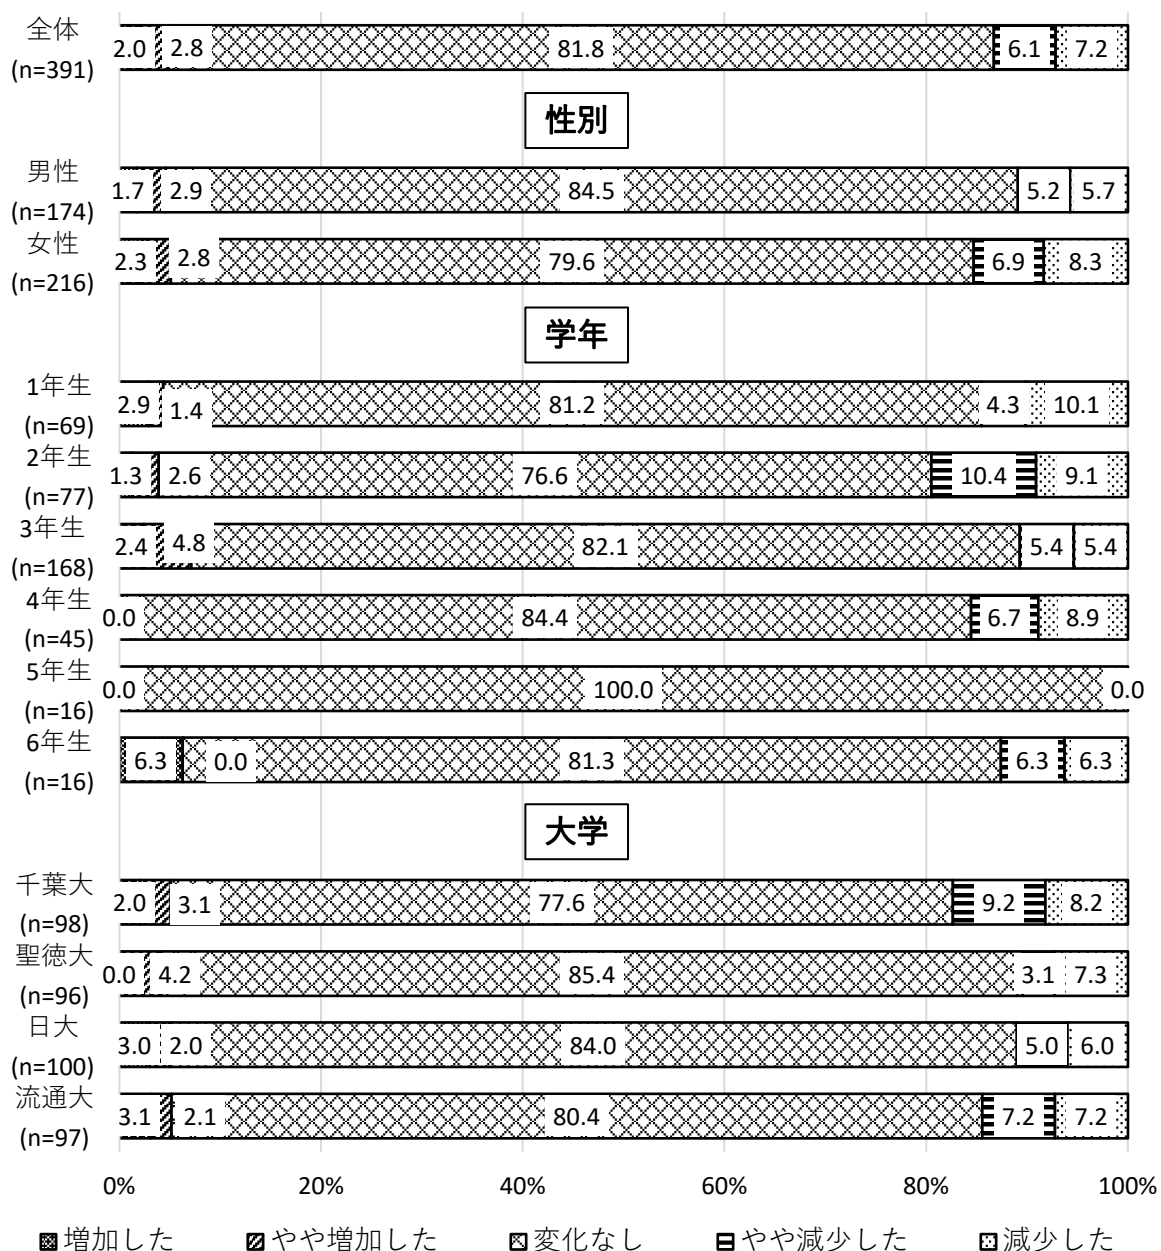 全体
(n=391)
2.0 2.8 81.8 6.1 7.2
性別
男性
(n=174)
1.7 2.9 84.5 5.2 5.7
女性
(n=216)
2.3 2.8 79.6 6.9 8.3
学年
1年生
(n=69)
2.9 1.4 81.2 4.3 10.1
2年生
(n=77)
1.3 2.6 76.6 10.4 9.1
3年生
(n=168)
2.4 4.8 82.1 5.4 5.4
4年生
(n=45)
0.0 84.4 6.7 8.9
5年生
(n=16)
0.0 100.0 0.0
6年生
(n=16)
6.3 0.0 81.3 6.3 6.3
大学
千葉大
(n=98)
2.0 3.1 77.6 9.2 8.2
聖徳大
(n=96)
0.0 4.2 85.4 3.1 7.3
日大
(n=100)
3.0 2.0 84.0 5.0 6.0
流通大
(n=97)
3.1 2.1 80.4 7.2 7.2
0% 20% 40% 60% 80% 100%
増加した やや増加した 変化なし やや減少した 減少した